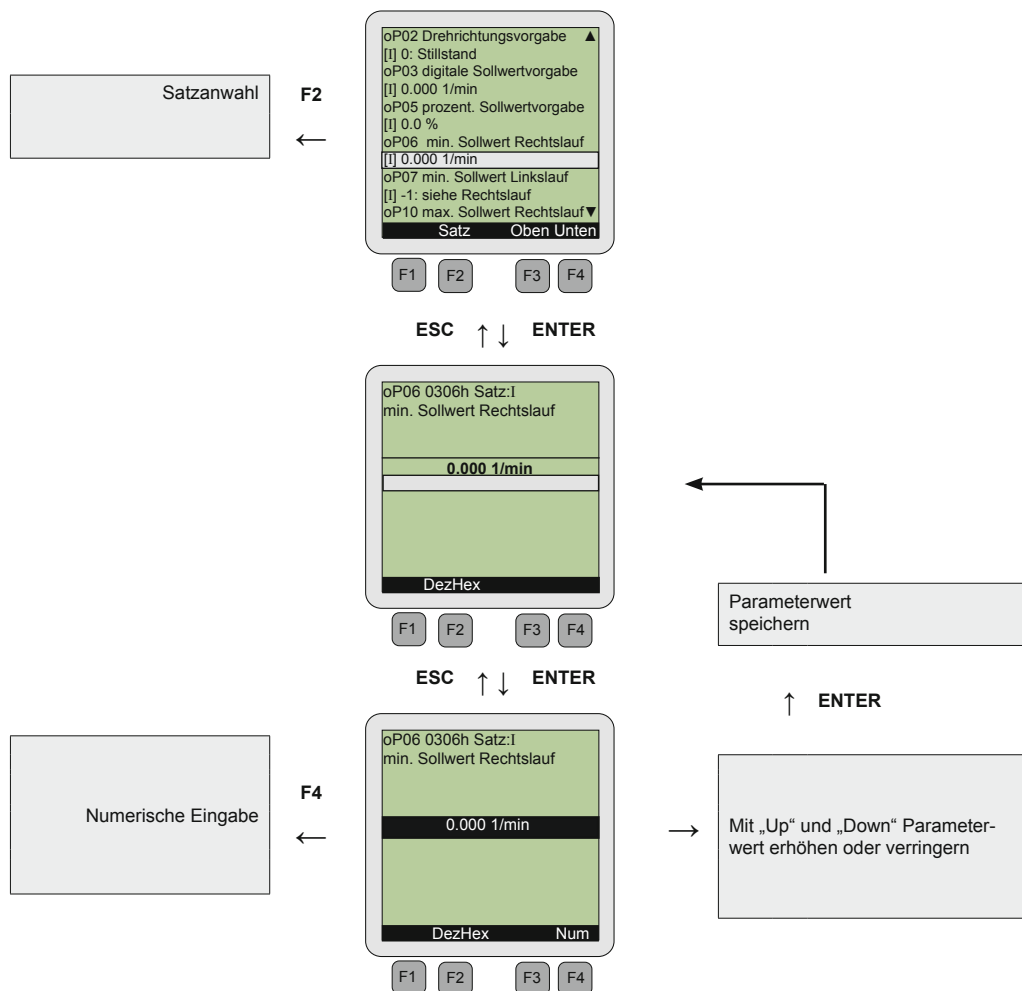 oP02 Drehrichtungsvorgabe ▲
[I] 0: Stillstand
oP03 digitale Sollwertvorgabe
[I] 0.000 1/min
oP05 prozent. Sollwertvorgabe
[I] 0.0 %
oP06 min. Sollwert Rechtslauf
[I] 0.000 1/min
oP07 min. Sollwert Linkslauf
[I] -1: siehe Rechtslauf
oP10 max. Sollwert Rechtslauf▼
Satz Oben Unten
F1 F2 F3 F4
Satzanwahl
F2
←
ESC ↑↓ ENTER
oP06 0306h Satz:I
min. Sollwert Rechtslauf
0.000 1/min
DezHex
F1 F2 F3 F4
Parameterwert
speichern
ESC ↑↓ ENTER
↑ ENTER
oP06 0306h Satz:I
min. Sollwert Rechtslauf
0.000 1/min
DezHex Num
F1 F2 F3 F4
Numerische Eingabe
F4
←
→
Mit „Up“ und „Down“ Parameter-
wert erhöhen oder verringern